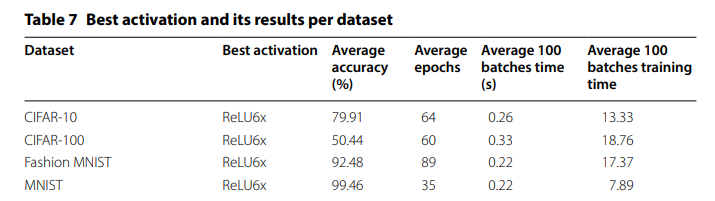 Table 7 Best activation and its results per dataset
Dataset Best activation Average accuracy (%) Average epochs Average 100 batches time (s) Average 100 batches training time
CIFAR-10 ReLU6x 79.91 64 0.26 13.33
CIFAR-100 ReLU6x 50.44 60 0.33 18.76
Fashion MNIST ReLU6x 92.48 89 0.22 17.37
MNIST ReLU6x 99.46 35 0.22 7.89